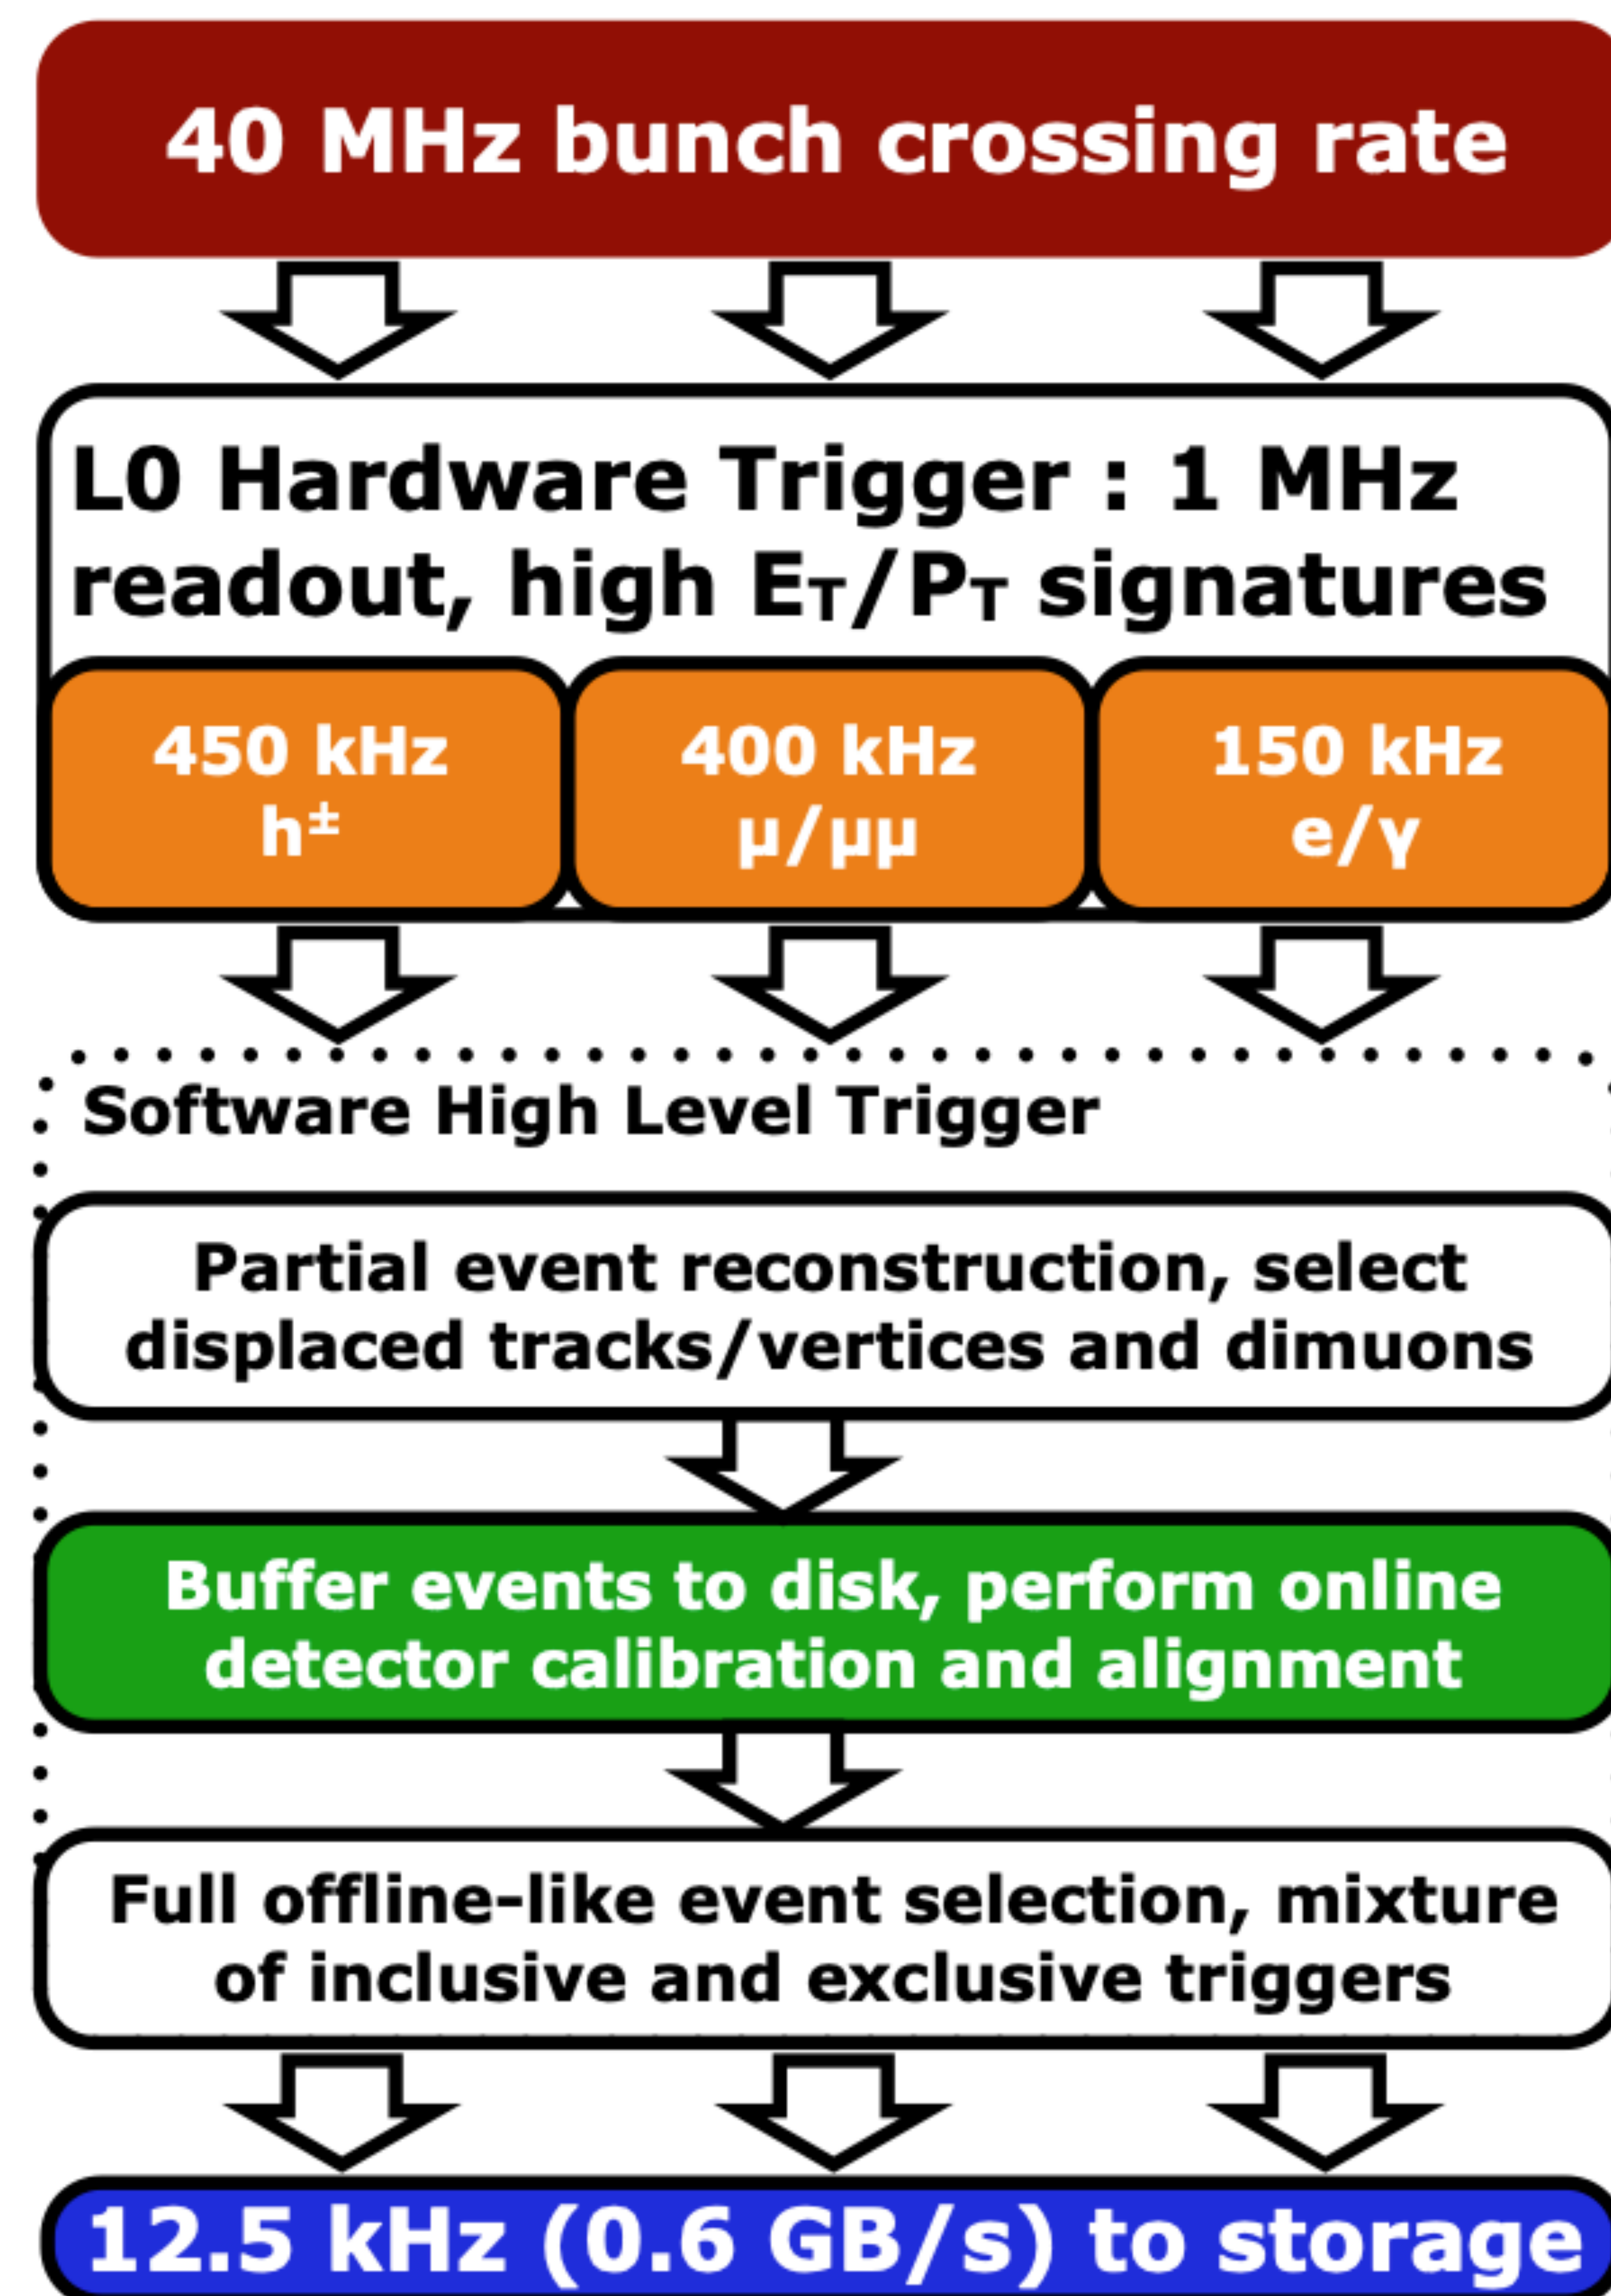 40 MHz bunch crossing rate
L0 Hardware Trigger : 1 MHz
readout, high Eᴛ/Pᴛ signatures
450 kHz
h±
400 kHz
μ/μμ
150 kHz
e/γ
Software High Level Trigger
Partial event reconstruction, select
displaced tracks/vertices and dimuons
Buffer events to disk, perform online
detector calibration and alignment
Full offline-like event selection, mixture
of inclusive and exclusive triggers
12.5 kHz (0.6 GB/s) to storage